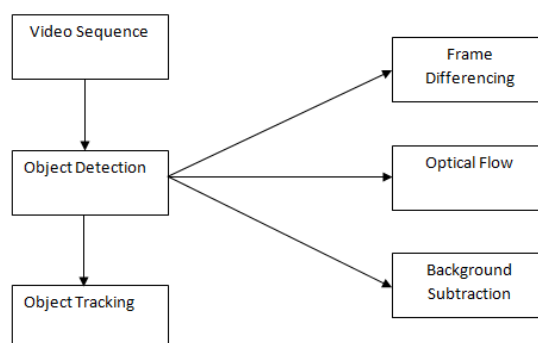 Video Sequence
Frame
Differencing
Object Detection
Optical Flow
Background
Subtraction
Object Tracking